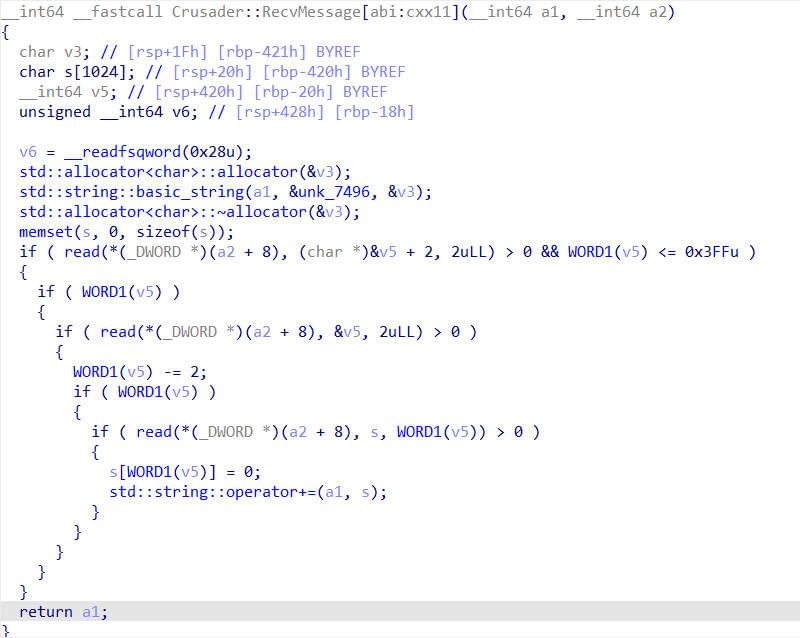 __int64 __fastcall Crusader::RecvMessage[abi:cxx11](__int64 a1, __int64 a2)
{
  char v3; // [rsp+1Fh] [rbp-421h] BYREF
  char s[1024]; // [rsp+20h] [rbp-420h] BYREF
  __int64 v5; // [rsp+420h] [rbp-20h] BYREF
  unsigned __int64 v6; // [rsp+428h] [rbp-18h]

  v6 = __readfsqword(0x28u);
  std::allocator<char>::allocator(&v3);
  std::string::basic_string(a1, &unk_7496, &v3);
  std::allocator<char>::~allocator(&v3);
  memset(s, 0, sizeof(s));
  if ( read(*(_DWORD *)(a2 + 8), (char *)&v5 + 2, 2uLL) > 0 && WORD1(v5) <= 0x3FFu )
  {
    if ( WORD1(v5) )
    {
      if ( read(*(_DWORD *)(a2 + 8), &v5, 2uLL) > 0 )
      {
        WORD1(v5) -= 2;
        if ( WORD1(v5) )
        {
          if ( read(*(_DWORD *)(a2 + 8), s, WORD1(v5)) > 0 )
          {
            s[WORD1(v5)] = 0;
            std::string::operator+=(a1, s);
          }
        }
      }
    }
  }
  return a1;
}